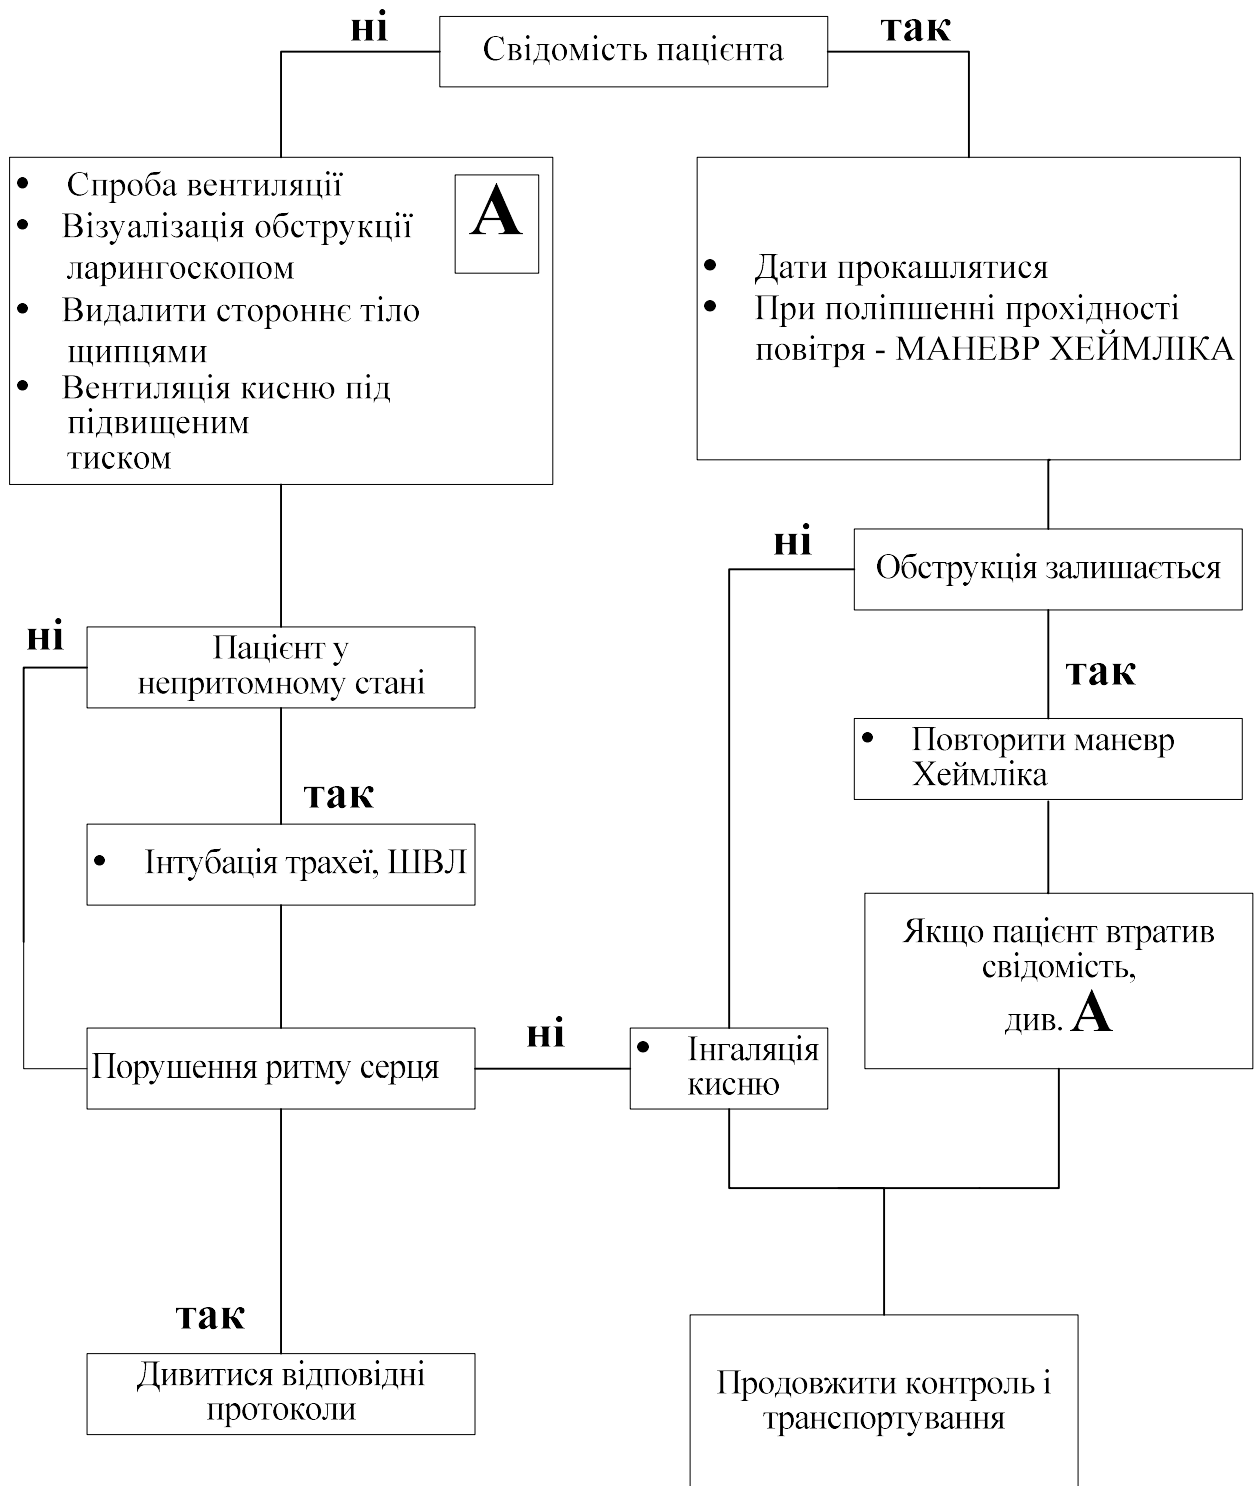 ні
Свідомість пацієнта
так
• Спроба вентиляції
• Візуалізація обструкції
ларингоскопом
• Видалити стороннє тіло
щипцями
• Вентиляція кисню під
підвищеним
тиском
А
• Дати прокашлятися
• При поліпшенні прохідності
повітря - МАНЕВР ХЕЙМЛІКА
ні
Обструкція залишається
так
• Повторити маневр
Хеймліка
Якщо пацієнт втратив
свідомість,
див. А
ні
Пацієнт у
непритомному стані
так
• Інтубація трахеї, ШВЛ
Порушення ритму серця
ні
• Інгаляція
кисню
так
Дивитися відповідні
протоколи
Продовжити контроль і
транспортування